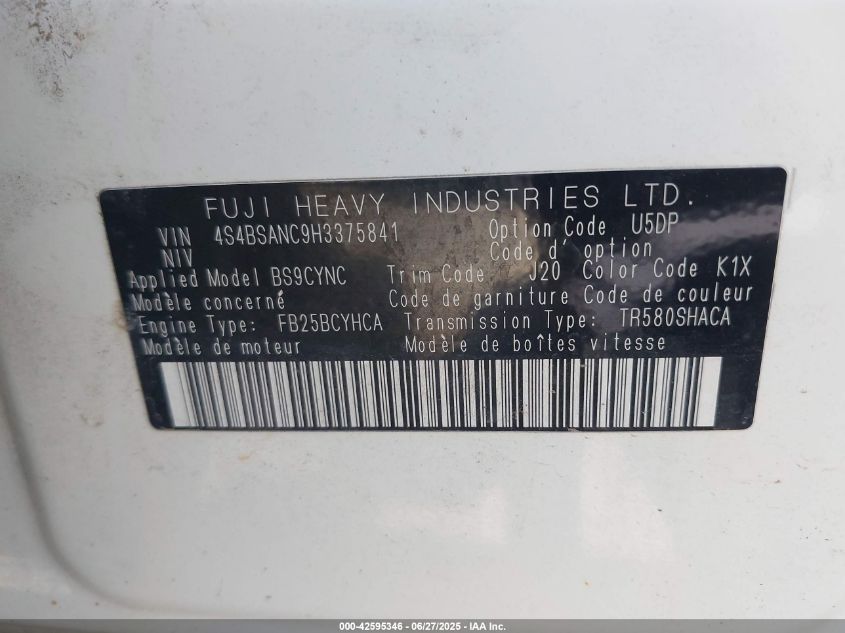 FUJI HEAVY INDUSTRIES LTD.
VIN 4S4BSANC9H3375841 Option Code U5DP
NIV Code d' option
Applied Model BS9CYNC Trim Code J20 Color Code K1X
Modèle concerné Code de garniture Code de couleur
Engine Type: FB25BCYHCA Transmission Type: TR580SHACA
Modèle de moteur Modèle de boîtes vitesse
000-42595346 - 06/27/2025 - IAA Inc.